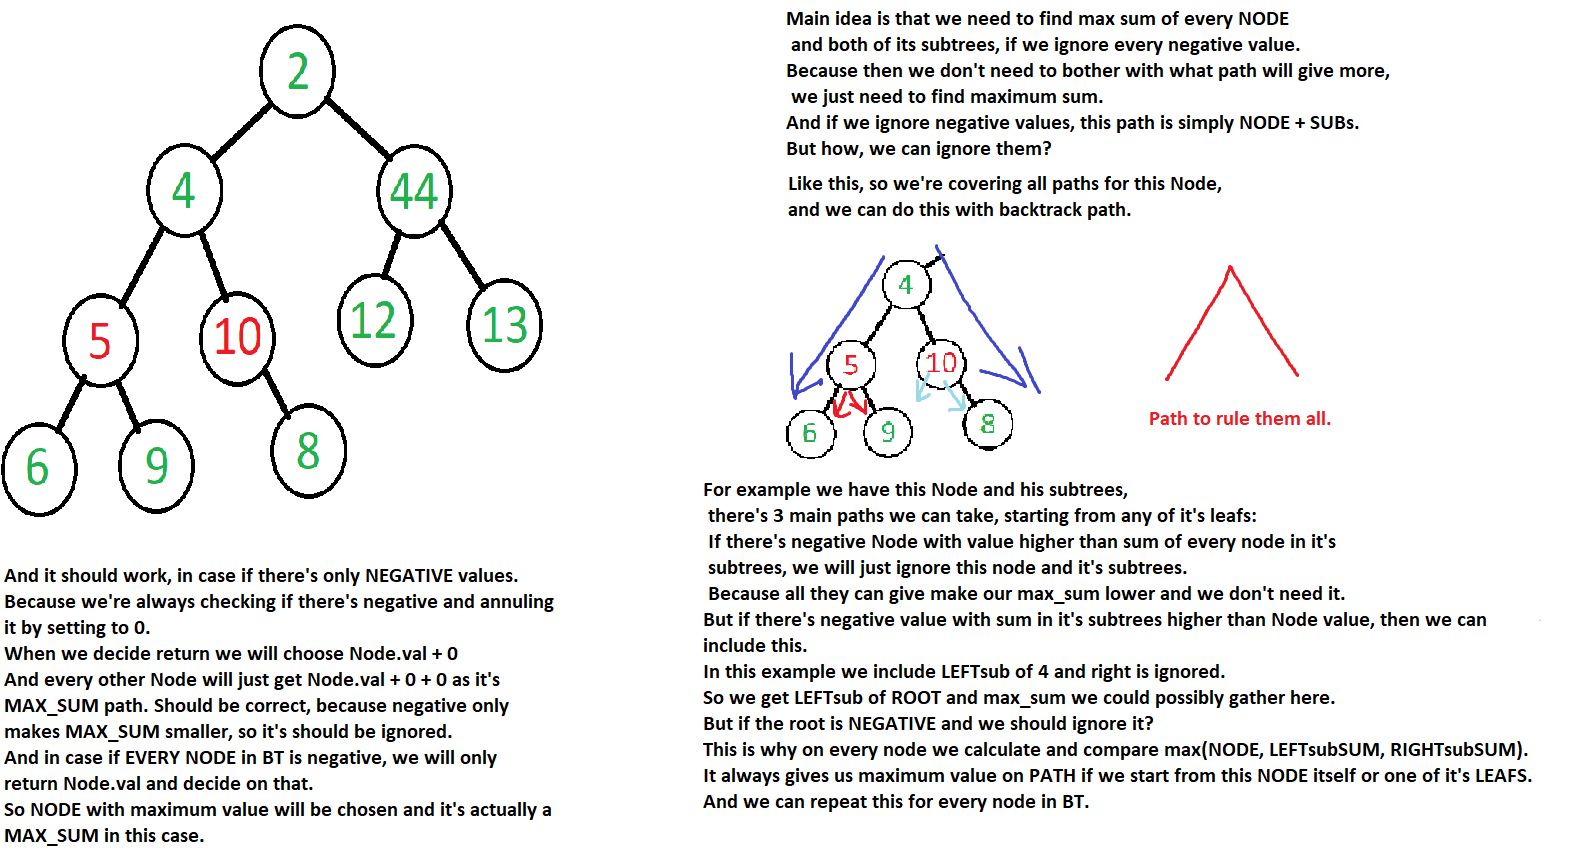 2
4
44
5
10
12
13
6
9
8
And it should work, in case if there's only NEGATIVE values.
Because we're always checking if there's negative and annuling
it by setting to 0.
When we decide return we will choose Node.val + 0
And every other Node will just get Node.val + 0 + 0 as it's
MAX_SUM path. Should be correct, because negative only
makes MAX_SUM smaller, so it's should be ignored.
And in case if EVERY NODE in BT is negative, we will only
return Node.val and decide on that.
So NODE with maximum value will be chosen and it's actually a
MAX_SUM in this case.
Main idea is that we need to find max sum of every NODE
and both of its subtrees, if we ignore every negative value.
Because then we don't need to bother with what path will give more,
we just need to find maximum sum.
And if we ignore negative values, this path is simply NODE + SUBs.
But how, we can ignore them?
Like this, so we're covering all paths for this Node,
and we can do this with backtrack path.
4
5
10
6
9
8
Path to rule them all.
For example we have this Node and his subtrees,
there's 3 main paths we can take, starting from any of it's leafs:
If there's negative Node with value higher than sum of every node in it's
subtrees, we will just ignore this node and it's subtrees.
Because all they can give make our max_sum lower and we don't need it.
But if there's negative value with sum in it's subtrees higher than Node value, then we can
include this.
In this example we include LEFTsub of 4 and right is ignored.
So we get LEFTsub of ROOT and max_sum we could possibly gather here.
But if the root is NEGATIVE and we should ignore it?
This is why on every node we calculate and compare max(NODE, LEFTsubSUM, RIGHTsubSUM).
It always gives us maximum value on PATH if we start from this NODE itself or one of it's LEAFS.
And we can repeat this for every node in BT.